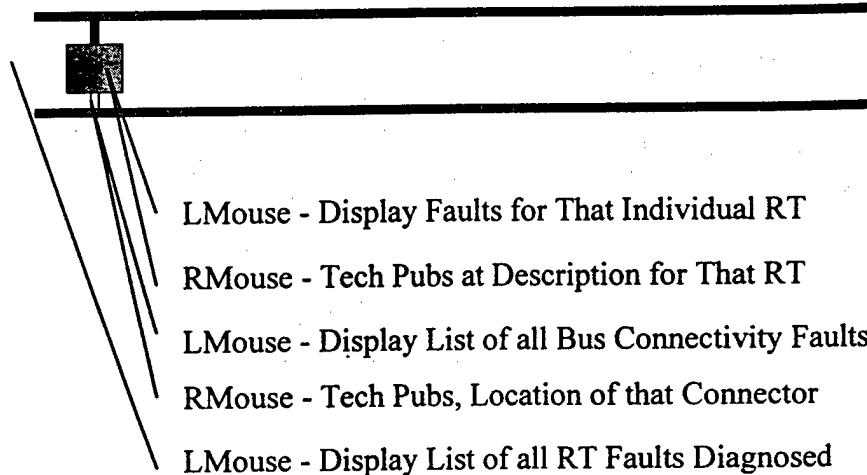 LMouse - Display Faults for That Individual RT
RMouse - Tech Pubs at Description for That RT
LMouse - Display List of all Bus Connectivity Faults
RMouse - Tech Pubs, Location of that Connector
LMouse - Display List of all RT Faults Diagnosed